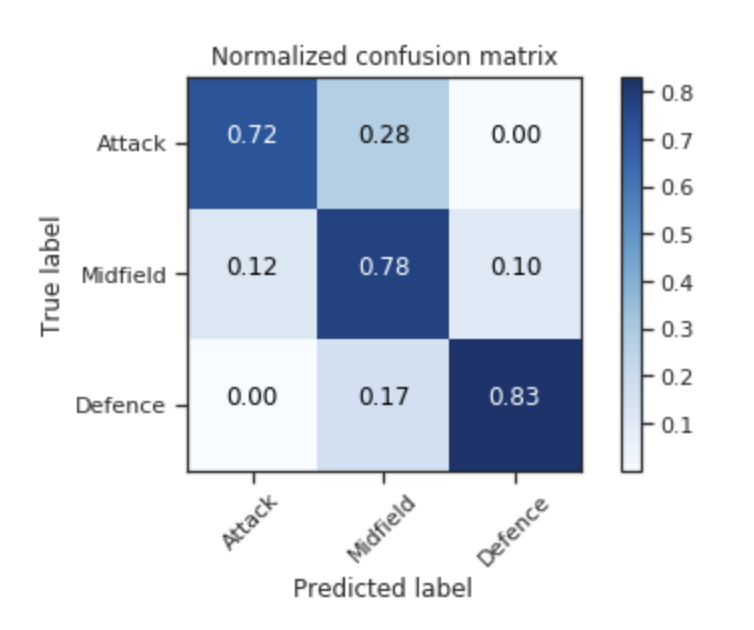 Normalized confusion matrix
True label
Attack 0.72 0.28 0.00
Midfield 0.12 0.78 0.10
Defence 0.00 0.17 0.83
Attack Midfield Defence
Predicted label
0.8
0.7
0.6
0.5
0.4
0.3
0.2
0.1